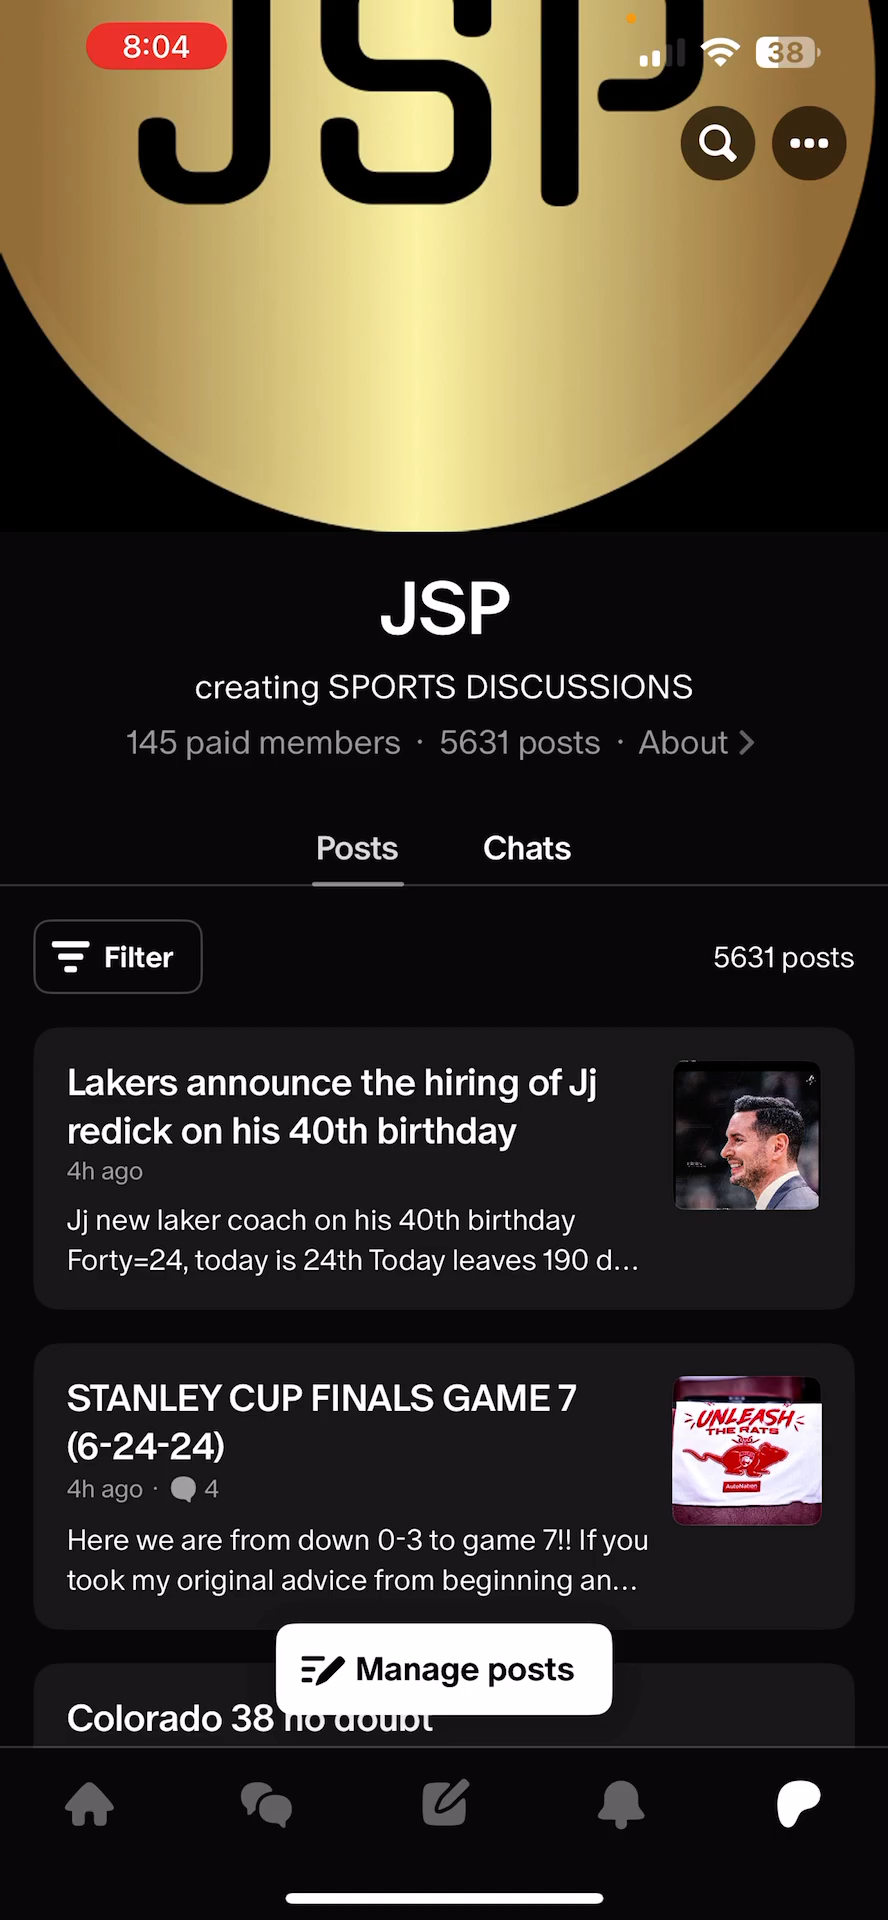 8:04
38
JSP
JSP
creating SPORTS DISCUSSIONS
145 paid members · 5631 posts · About >
Posts Chats
Filter 5631 posts
Lakers announce the hiring of Jj
redick on his 40th birthday
4h ago
Jj new laker coach on his 40th birthday
Forty=24, today is 24th Today leaves 190 d...
STANLEY CUP FINALS GAME 7
(6-24-24)
4h ago · 4
UNLEASH
THE RATS
AutoNation
Here we are from down 0-3 to game 7!! If you
took my original advice from beginning an...
Manage posts
Colorado 38 no doubt